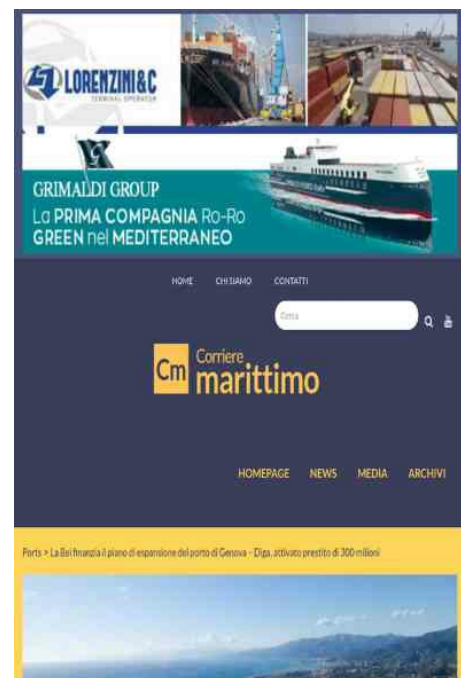 LORENZINI&C
TERMINAL OPERATOR
GRIMALDI GROUP
La PRIMA COMPAGNIA Ro-Ro
GREEN nel MEDITERRANEO
HOME CHI SIAMO CONTATTI
Cerca
Cm Corriere
marittimo
HOMEPAGE NEWS MEDIA ARCHIVI
Ports > La Bei finanzia il piano di espansione del porto di Genova – Diga, attivato prestito di 300 milioni